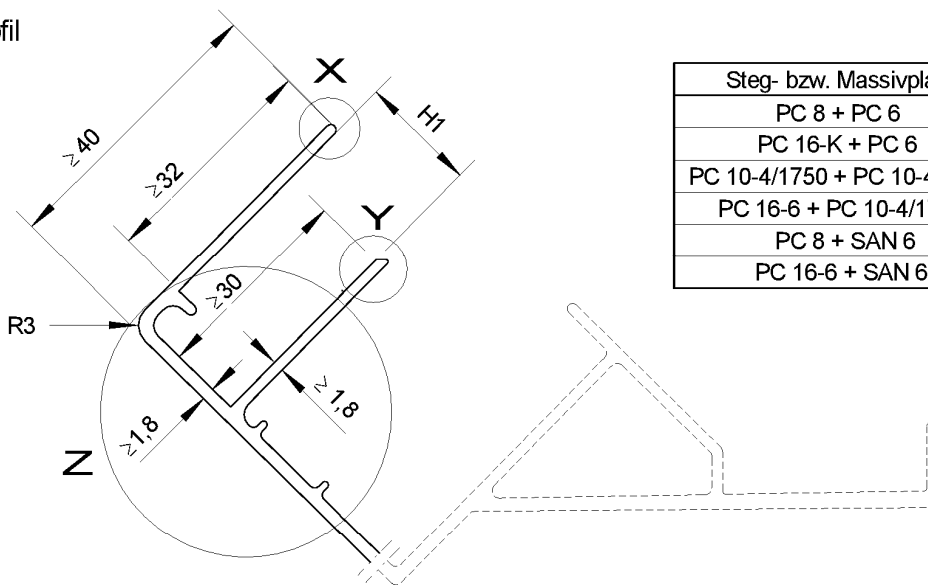 X
H1
≥40
≥32
Y
≥30
R3
≥1,8
≥1,8
Z
PC 8 + PC 6
PC 16-K + PC 6
PC 10-4/1750 + PC 10-4
PC 16-6 + PC 10-4/1
PC 8 + SAN 6
PC 16-6 + SAN 6
Steg- bzw.